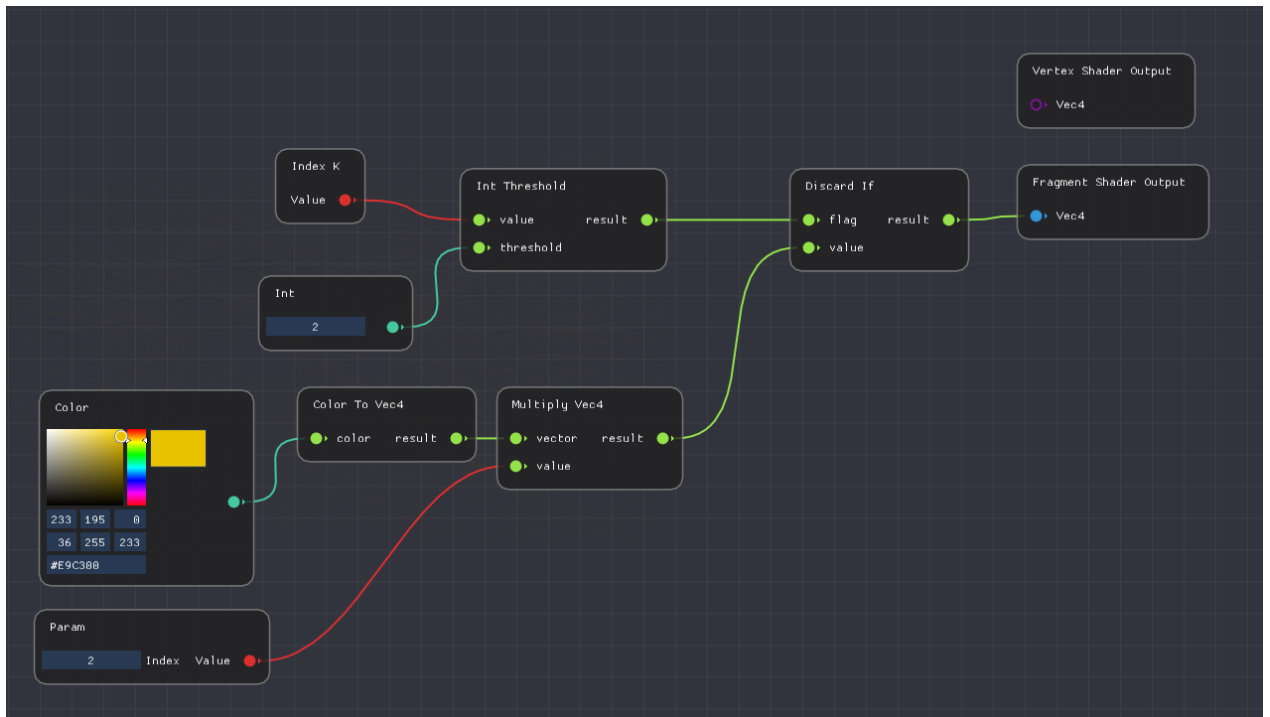 Vertex Shader Output
Vec4
Index K
Value
Int Threshold
value result
threshold
Discard If
flag result
value
Fragment Shader Output
Vec4
Int
2
Color
233 195 0
36 255 233
#E9C300
Color To Vec4
color result
Multiply Vec4
vector result
value
Param
2 Index Value